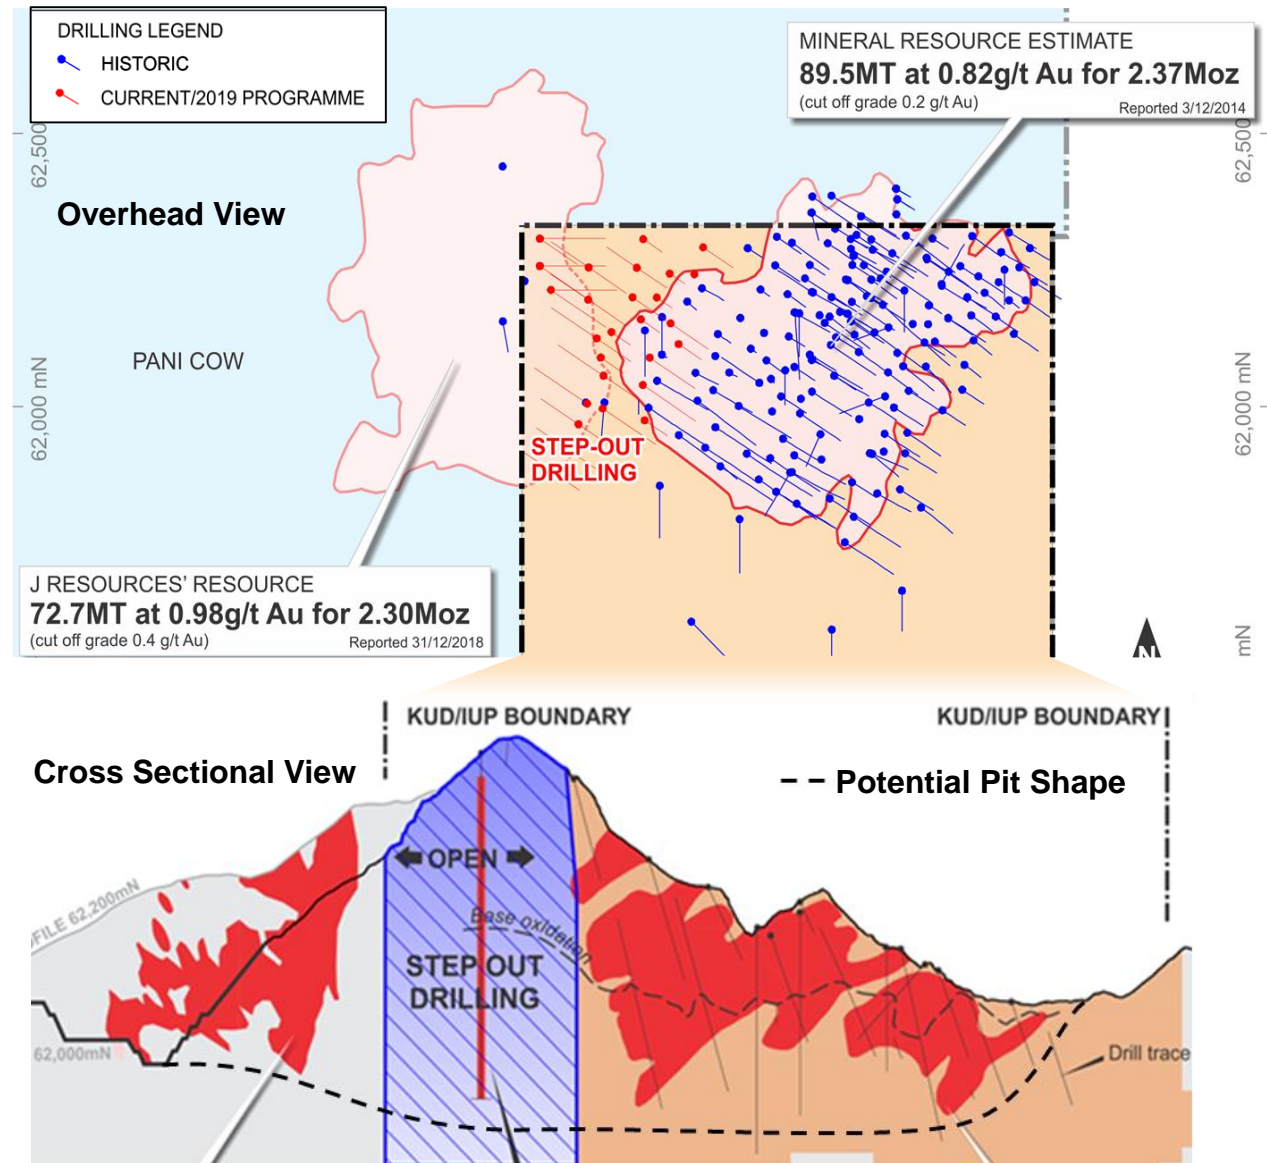 DRILLING LEGEND
HISTORIC
CURRENT/2019 PROGRAMME
MINERAL RESOURCE ESTIMATE
89.5MT at 0.82g/t Au for 2.37Moz
(cut off grade 0.2 g/t Au)
Reported 3/12/2014
62,500
62,500
Overhead View
PANI COW
62,000 mN
62,000 mN
STEP-OUT
DRILLING
J RESOURCES' RESOURCE
72.7MT at 0.98g/t Au for 2.30Moz
(cut off grade 0.4 g/t Au)
Reported 31/12/2018
N
mN
KUD/IUP BOUNDARY
KUD/IUP BOUNDARY
Cross Sectional View
Potential Pit Shape
OPEN
62,200mN
Base oxidation
STEP OUT
DRILLING
62,000mN
Drill trace